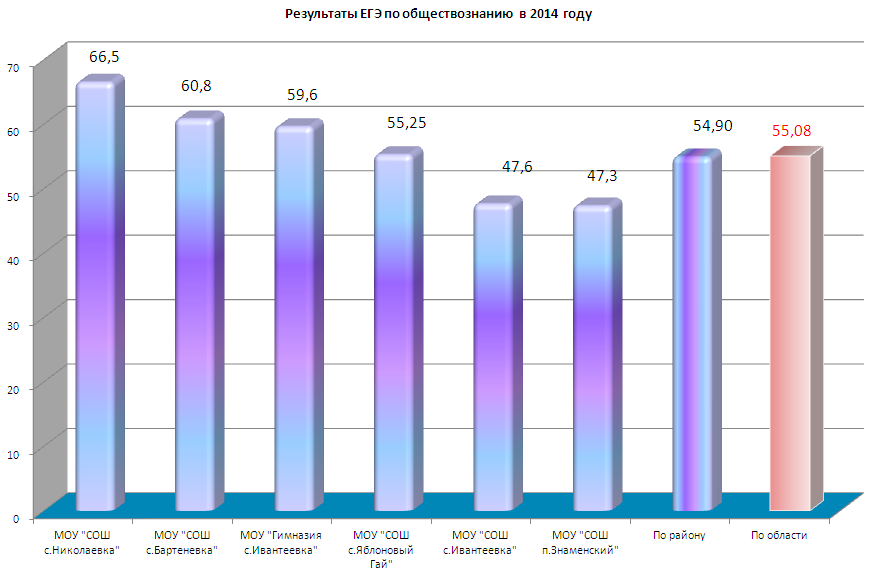 Результаты ЕГЭ по обществознанию в 2014 году
66,5
60,8
59,6
55,25
47,6
47,3
54,90
55,08
70
60
50
40
30
20
10
0
МОУ "СОШ
с.Николаевка"
МОУ "СОШ
с.Бартеневка"
МОУ "Гимназия
с.Ивантеевка"
МОУ "СОШ
с.Яблоновый
Гай"
МОУ "СОШ
с.Ивантеевка"
МОУ "СОШ
п.Знаменский"
По району
По области